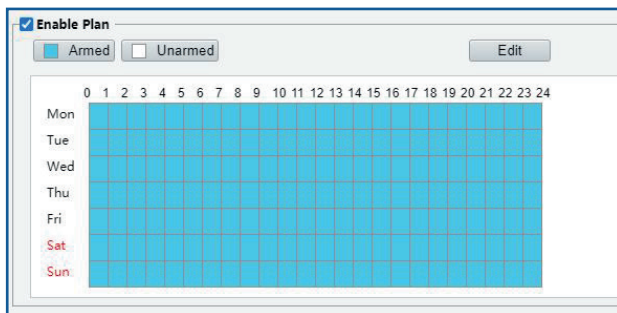 Enable Plan
Armed Unarmed Edit
0 1 2 3 4 5 6 7 8 9 10 11 12 13 14 15 16 17 18 19 20 21 22 23 24
Mon
Tue
Wed
Thu
Fri
Sat
Sun